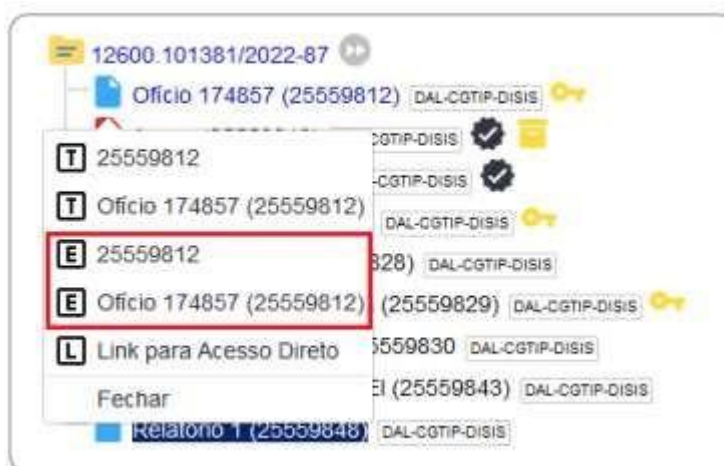 12600.101381/2022-87
Ofício 174857 (25559812) DAL-CGTIP-DISIS
CGTIP-DISIS
T 25559812
-CGTIP-DISIS
T Ofício 174857 (25559812)
DAL-CGTIP-DISIS
E 25559812
828) DAL-CGTIP-DISIS
E Ofício 174857 (25559812) (25559829) DAL-CGTIP-DISIS
L Link para Acesso Direto
5559830 DAL-CGTIP-DISIS
EI (25559843) DAL-CGTIP-DISIS
Fechar
Relatório 1 (25559848) DAL-CGTIP-DISIS